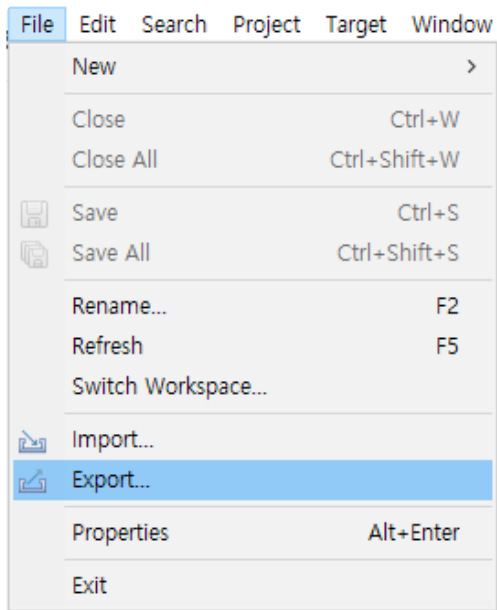 File Edit Search Project Target Window
New
Close Ctrl+W
Close All Ctrl+Shift+W
Save Ctrl+S
Save All Ctrl+Shift+S
Rename... F2
Refresh F5
Switch Workspace...
Import...
Export...
Properties Alt+Enter
Exit